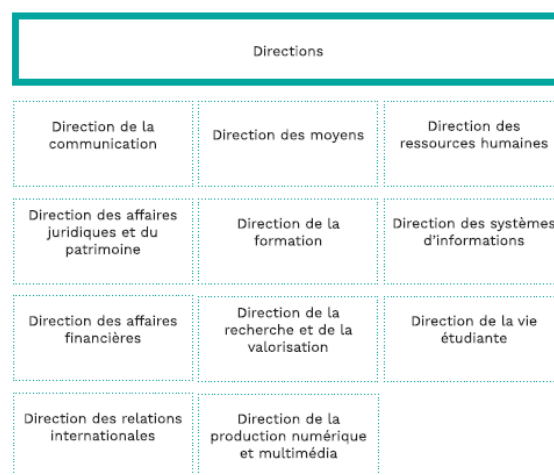 Directions
Direction de la
communication
Direction des moyens
Direction des
ressources humaines
Direction des affaires
juridiques et du
patrimoine
Direction de la
formation
Direction des systèmes
d'informations
Direction des affaires
financières
Direction de la
recherche et de la
valorisation
Direction de la vie
étudiante
Direction des relations
internationales
Direction de la
production numérique
et multimédia